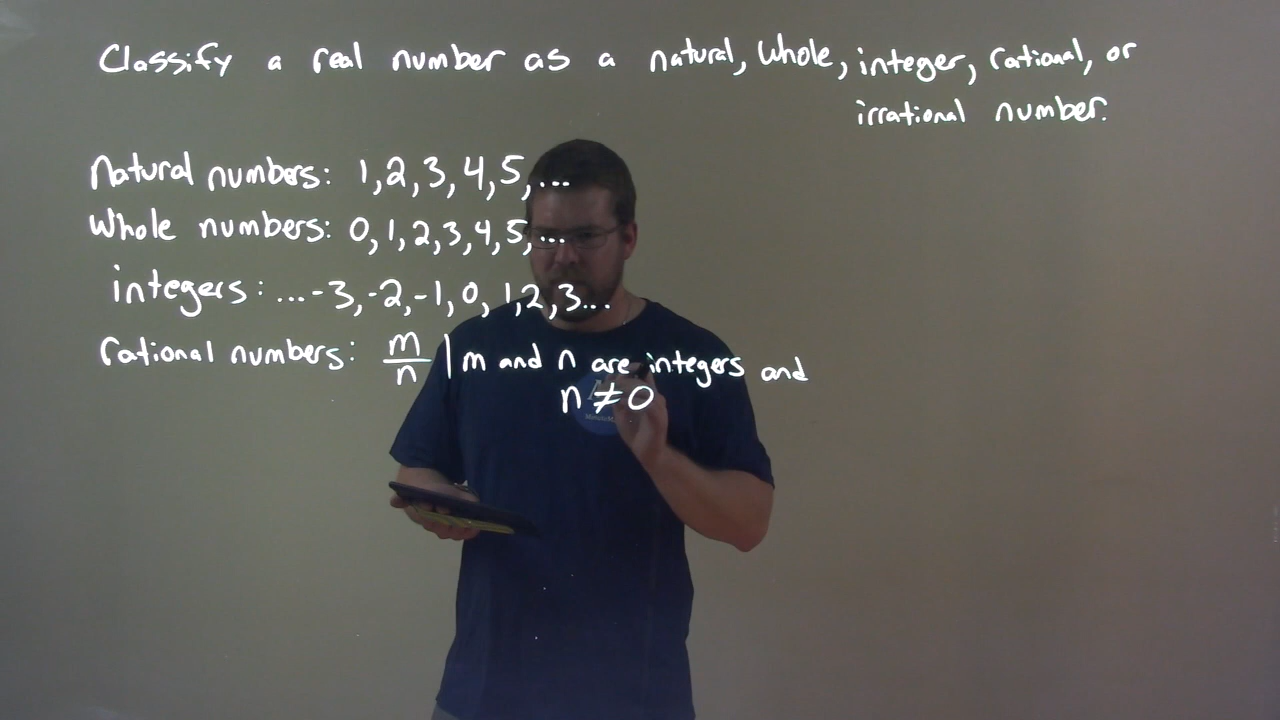 Classify a real number as a natural, whole, integer, rational, or
irrational number.
Natural numbers: 1, 2, 3, 4, 5, ...
Whole numbers: 0, 1, 2, 3, 4, 5, ...
integers: ...-3, -2, -1, 0, 1, 2, 3...
rational numbers: m/n | m and n are integers and
n ≠ 0